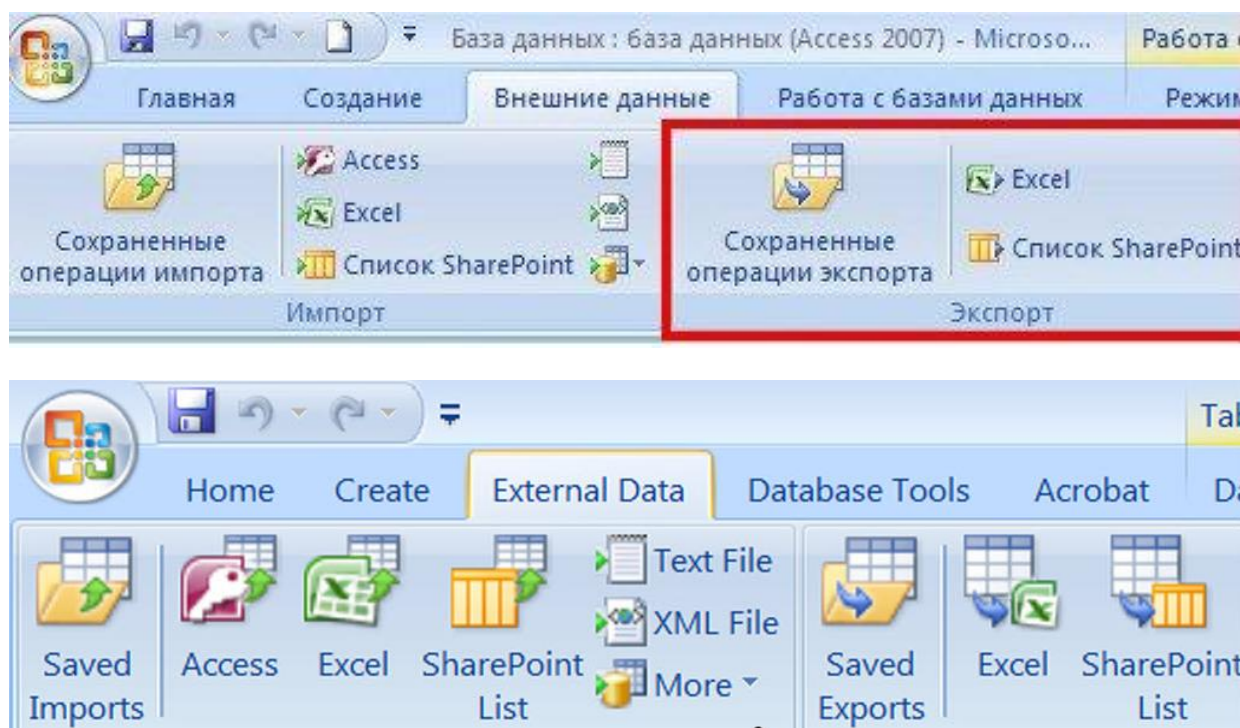 База данных : база данных (Access 2007) - Microso... Работа
Главная Создание Внешние данные Работа с базами данных Режим
Access
Excel
Excel
Сохраненные операции импорта
Список SharePoint
Сохраненные операции экспорта
Список SharePoint
Импорт Экспорт
Tab
Home Create External Data Database Tools Acrobat Da
Text File
XML File
Saved Access Excel SharePoint More Saved Excel SharePoint
Imports List Exports List